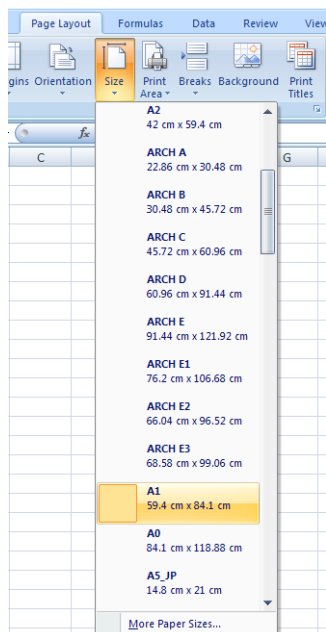 Page Layout Formulas Data Review View
gins Orientation Size Print Area Breaks Background Print Titles
fx
C G
A2
42 cm x 59.4 cm
ARCH A
22.86 cm x 30.48 cm
ARCH B
30.48 cm x 45.72 cm
ARCH C
45.72 cm x 60.96 cm
ARCH D
60.96 cm x 91.44 cm
ARCH E
91.44 cm x 121.92 cm
ARCH E1
76.2 cm x 106.68 cm
ARCH E2
66.04 cm x 96.52 cm
ARCH E3
68.58 cm x 99.06 cm
A1
59.4 cm x 84.1 cm
A0
84.1 cm x 118.88 cm
A5_JP
14.8 cm x 21 cm
More Paper Sizes...